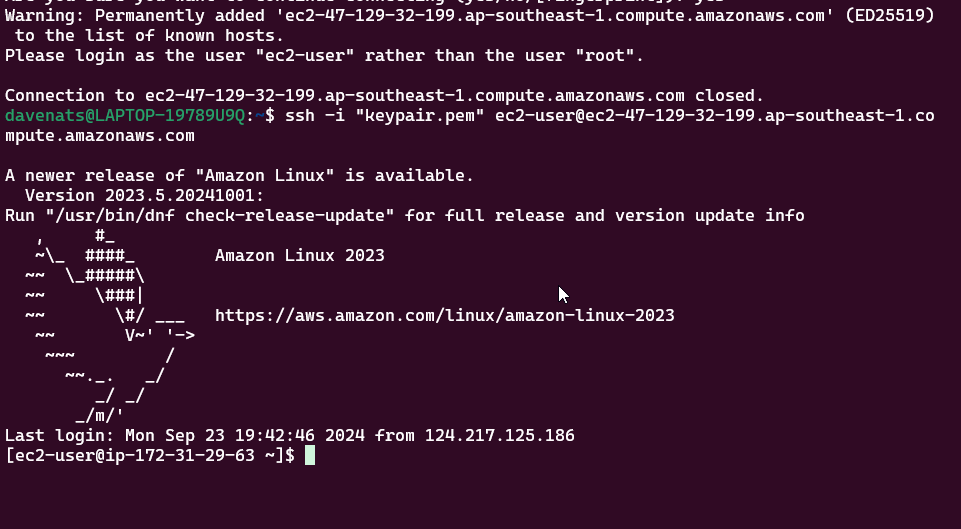 Warning: Permanently added 'ec2-47-129-32-199.ap-southeast-1.compute.amazonaws.com' (ED25519)
 to the list of known hosts.
Please login as the user "ec2-user" rather than the user "root".

Connection to ec2-47-129-32-199.ap-southeast-1.compute.amazonaws.com closed.
davenats@LAPTOP-19789U9Q:~$ ssh -i "keypair.pem" ec2-user@ec2-47-129-32-199.ap-southeast-1.co
mpute.amazonaws.com

A newer release of "Amazon Linux" is available.
  Version 2023.5.20241001:
Run "/usr/bin/dnf check-release-update" for full release and version update info
   ,     #_
   ~\_  ####_        Amazon Linux 2023
  ~~  \_#####\
  ~~     \###|
  ~~       \#/ ___   https://aws.amazon.com/linux/amazon-linux-2023
   ~~       V~' '->
    ~~~         /
      ~~._.   _/
         _/ _/
       _/m/'
Last login: Mon Sep 23 19:42:46 2024 from 124.217.125.186
[ec2-user@ip-172-31-29-63 ~]$